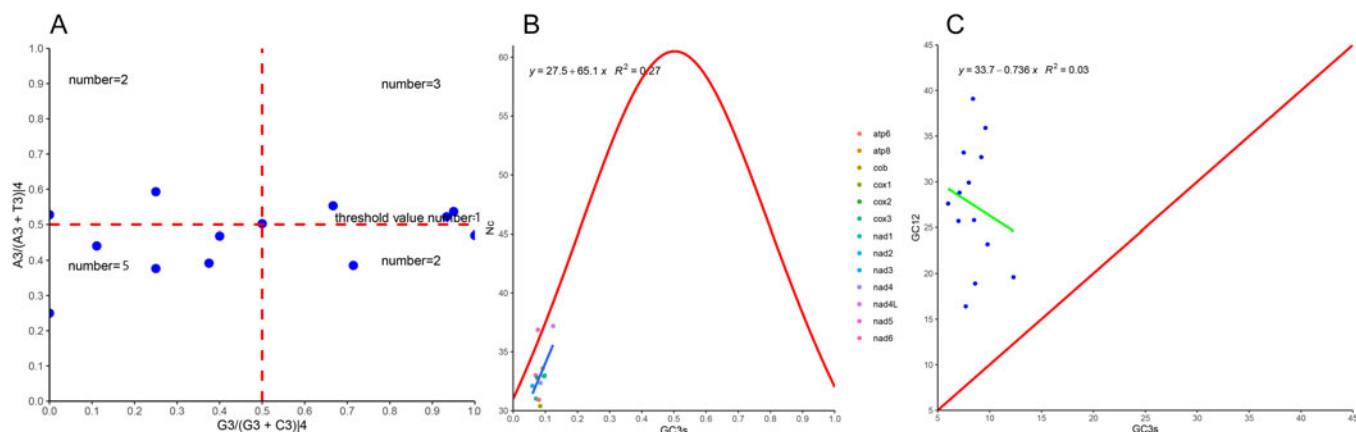 A
1.0
0.9
0.8
0.7
0.6
0.5
0.4
0.3
0.2
0.1
0.0
A3/(A3 + T3)|4
number=2
number=3
threshold value number=1
number=5
number=2
0.0
0.1
0.2
0.3
0.4
0.5
0.6
0.7
0.8
0.9
1.0
G3/(G3 + C3)|4
B
60
55
50
45
40
35
30
Nc
y = 27.5 + 65.1 x R² = 0.27
0.0
0.1
0.2
0.3
0.4
0.5
0.6
0.7
0.8
0.9
1.0
GC3s
atp6
atp8
cob
cox1
cox2
cox3
nad1
nad2
nad3
nad4
nad4L
nad5
nad6
C
45
40
35
30
25
20
15
10
5
GC12
y = 33.7 − 0.736 x R² = 0.03
5
10
15
20
25
30
35
40
45
GC3s